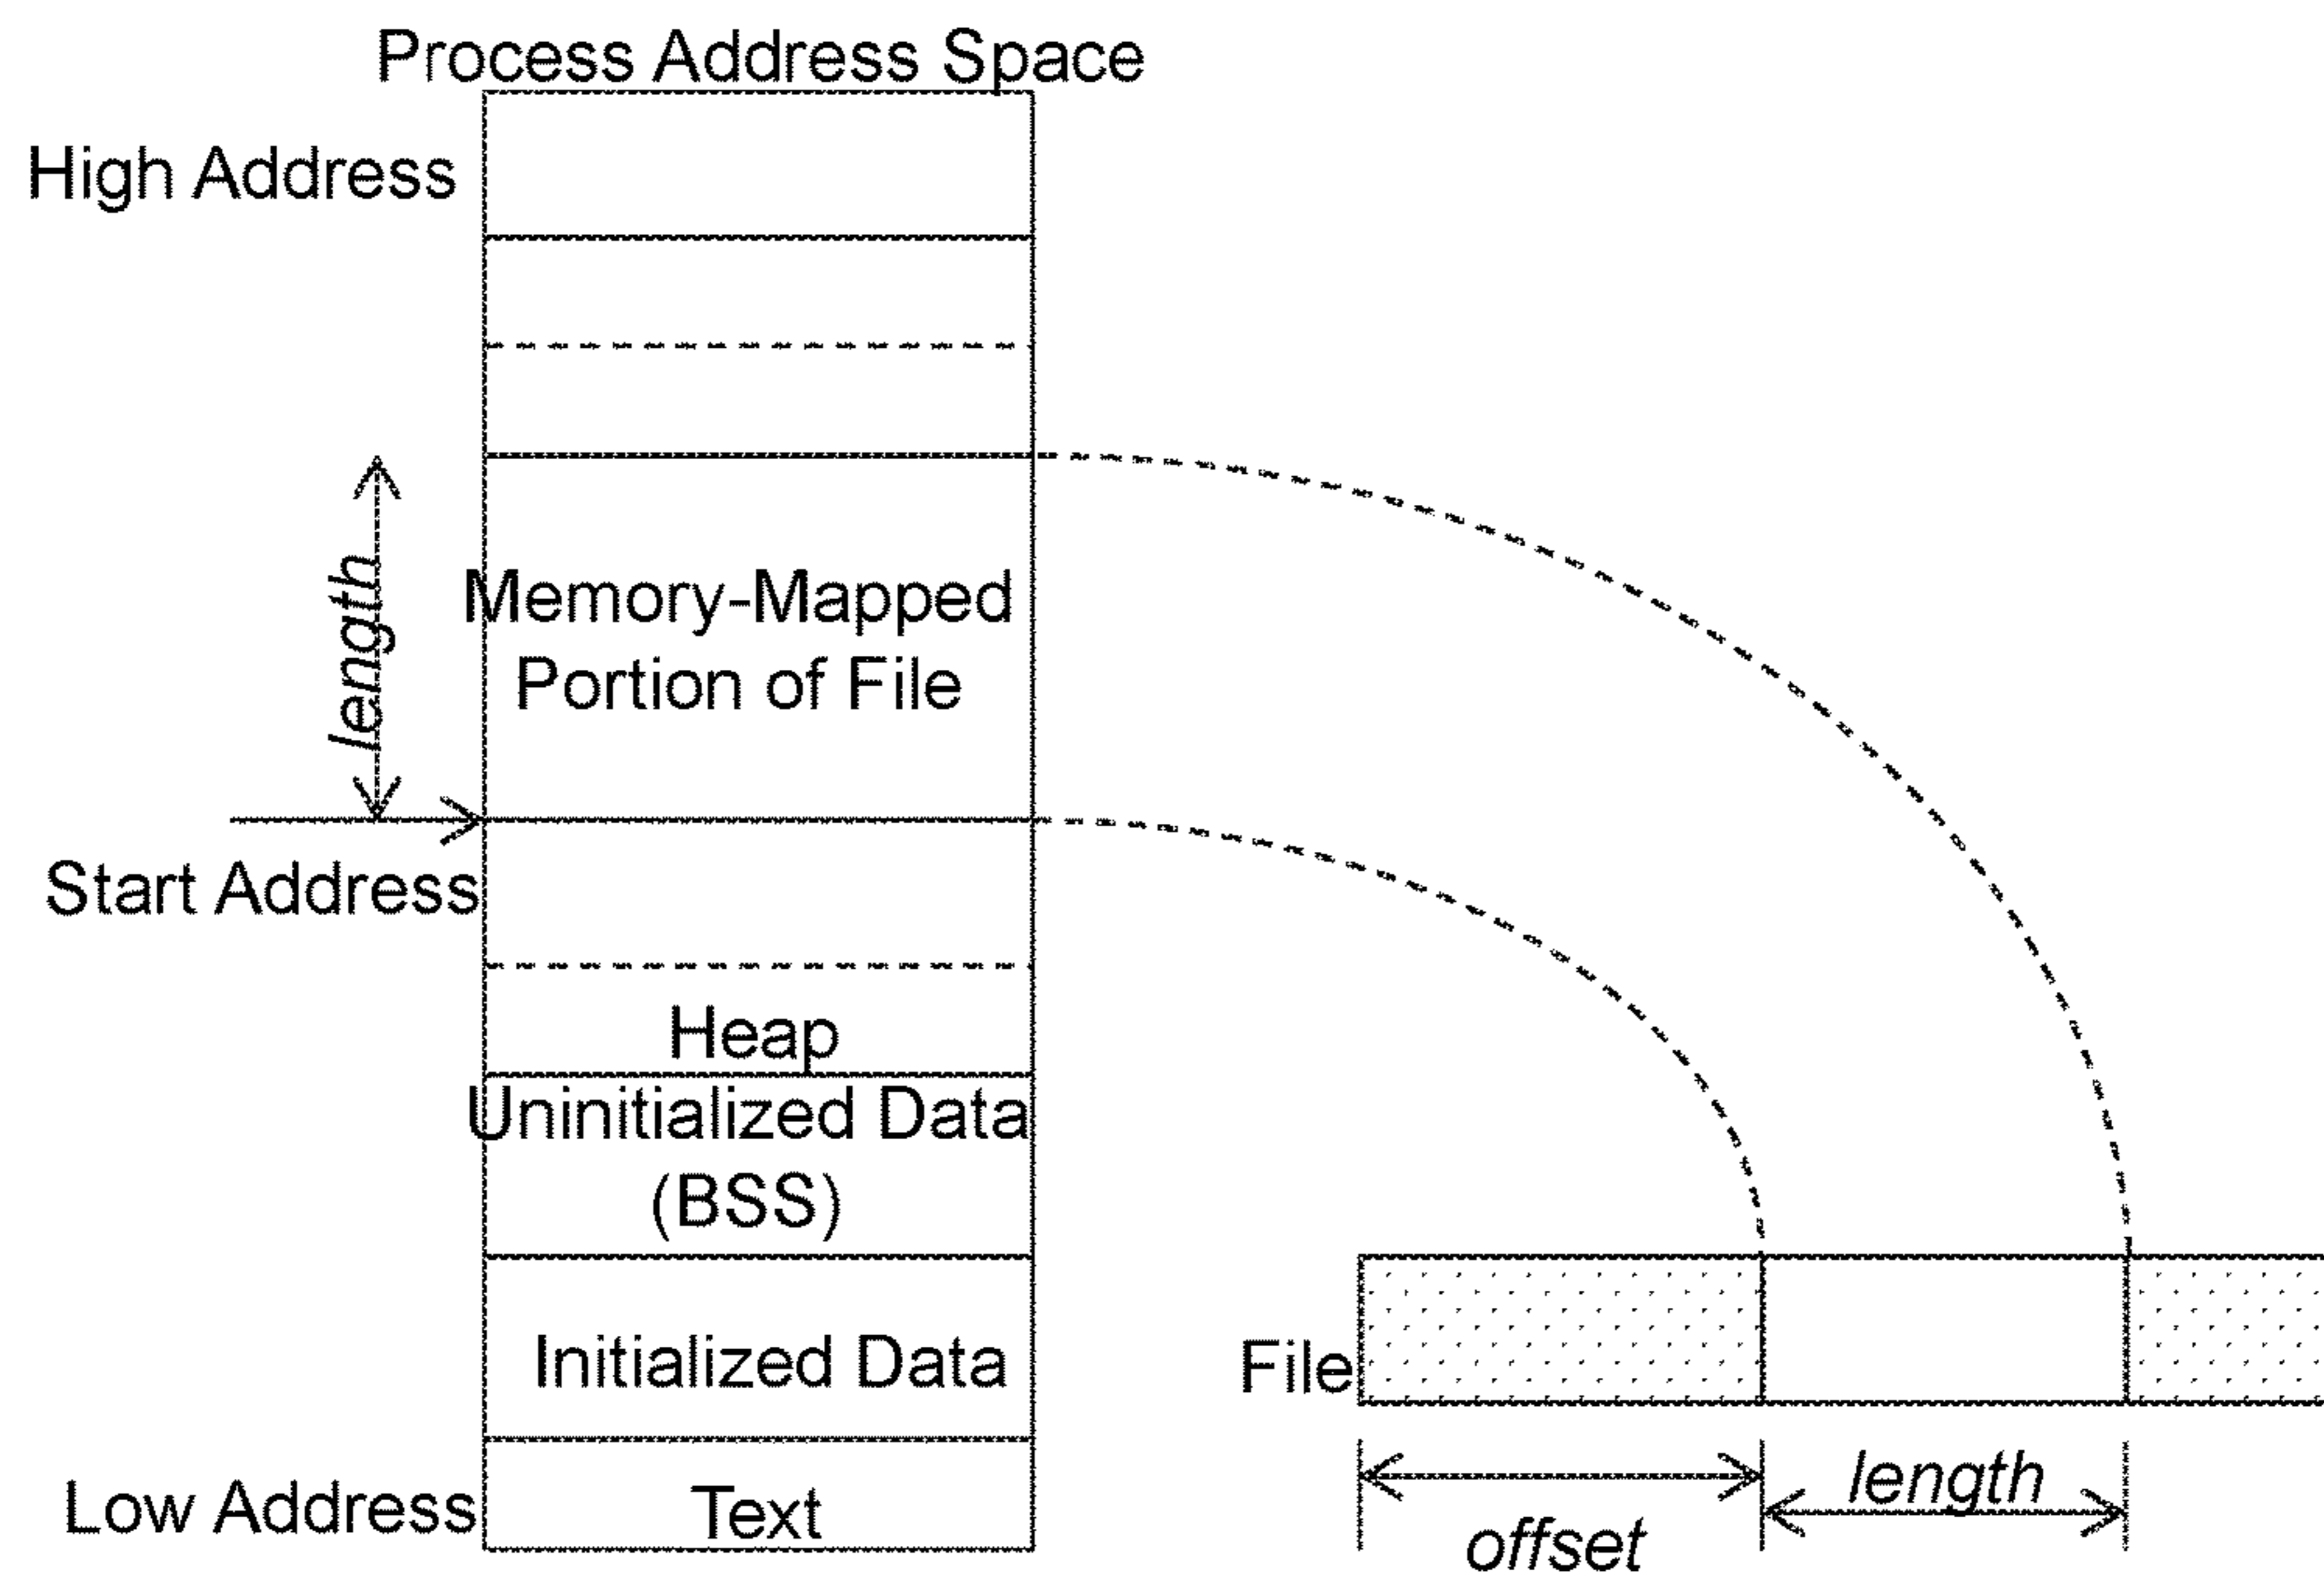 Process Address Space
High Address
length
Memory-Mapped
Portion of File
Start Address
Heap
Uninitialized Data
(BSS)
Initialized Data
File
Low Address
Text
length
offset